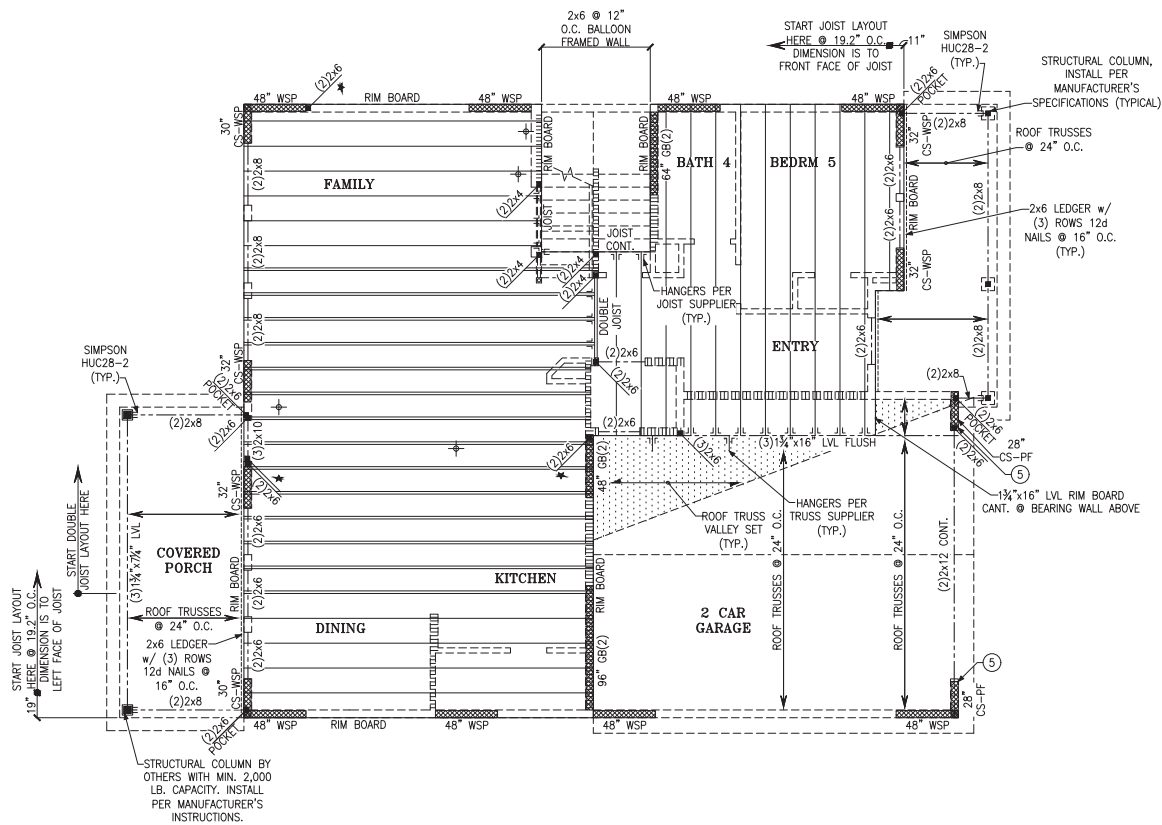 2x6 @ 12"
O.C. BALLOON
FRAMED WALL
START JOIST LAYOUT
HERE @ 19.2" O.C.
DIMENSION IS TO
FRONT FACE OF JOIST
11"
SIMPSON
HUC28-2
(TYP.)
STRUCTURAL COLUMN,
INSTALL PER
MANUFACTURER'S
SPECIFICATIONS (TYPICAL)
(2)2x6
★
48" WSP
RIM BOARD
48" WSP
48" WSP
48" WSP
(2)2x6
POCKET
(2)2x8
30"
CS-WSP
RIM BOARD
RIM BOARD
64" GB(2)
BATH 4
BEDRM 5
32"
CS-WSP
ROOF TRUSSES
@ 24" O.C.
FAMILY
(2)2x8
(2)2x4
JOIST
(2)2x6
RIM BOARD
(2)2x8
2x6 LEDGER w/
(3) ROWS 12d
NAILS @ 16" O.C.
(TYP.)
(2)2x8
JOIST
CONT.
(2)2x6
(2)2x4
(2)2x4
(2)2x4
32"
CS-WSP
HANGERS PER
JOIST SUPPLIER
(TYP.)
DOUBLE
JOIST
(2)2x8
ENTRY
(2)2x6
(2)2x8
SIMPSON
HUC28-2
(TYP.)
32"
CS-WSP
(2)2x6
(2)2x6
(2)2x8
(2)2x6
POCKET
(2)2x8
(2)2x6
(3)2x10
(2)2x6
(2)2x6
(3)2x6
(3)1¾"x16" LVL FLUSH
(2)2x6
POCKET
(2)2x6
28"
CS-PF
5
★
(2)2x6
★
48" GB(2)
START DOUBLE
JOIST LAYOUT HERE
32"
CS-WSP
1¾"x16" LVL RIM BOARD
CANT. @ BEARING WALL ABOVE
HANGERS PER
TRUSS SUPPLIER
(TYP.)
ROOF TRUSS
VALLEY SET
(TYP.)
(3)1¾"x7¼" LVL
COVERED
PORCH
RIM BOARD
(2)2x6
(2)2x6
KITCHEN
RIM BOARD
ROOF TRUSSES @ 24" O.C.
ROOF TRUSSES @ 24" O.C.
(2)2x12 CONT.
START JOIST LAYOUT
HERE @ 19.2" O.C.
DIMENSION IS TO
LEFT FACE OF JOIST
19"
ROOF TRUSSES
@ 24" O.C.
DINING
2 CAR
GARAGE
2x6 LEDGER
w/ (3) ROWS
12d NAILS @
16" O.C.
(2)2x8
(2)2x6
30"
CS-WSP
96" GB(2)
5
28"
CS-PF
(2)2x6
POCKET
48" WSP
RIM BOARD
48" WSP
48" WSP
48" WSP
STRUCTURAL COLUMN BY
OTHERS WITH MIN. 2,000
LB. CAPACITY. INSTALL
PER MANUFACTURER'S
INSTRUCTIONS.